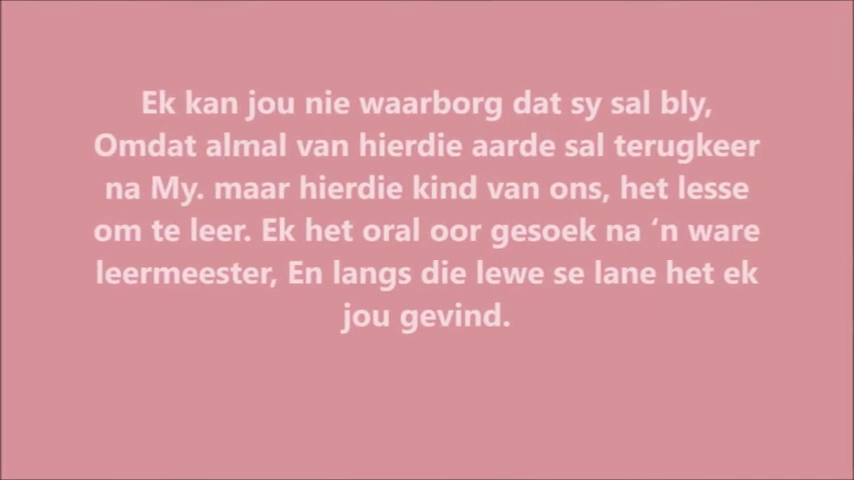 Ek kan jou nie waarborg dat sy sal bly,
Omdat almal van hierdie aarde sal terugkeer
na My. maar hierdie kind van ons, het lesse
om te leer. Ek het oral oor gesoek na ‘n ware
leermeester, En langs die lewe se lane het ek
jou gevind.